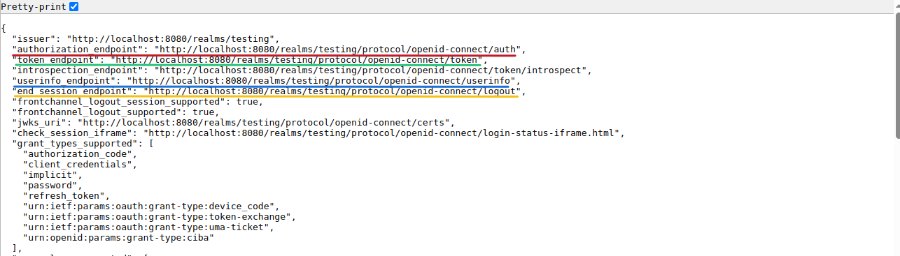 Pretty-print
{
"issuer": "http://localhost:8080/realms/testing",
"authorization_endpoint": "http://localhost:8080/realms/testing/protocol/openid-connect/auth",
"token_endpoint": "http://localhost:8080/realms/testing/protocol/openid-connect/token",
"introspection_endpoint": "http://localhost:8080/realms/testing/protocol/openid-connect/token/introspect",
"userinfo_endpoint": "http://localhost:8080/realms/testing/protocol/openid-connect/userinfo",
"end_session_endpoint": "http://localhost:8080/realms/testing/protocol/openid-connect/logout",
"frontchannel_logout_session_supported": true,
"frontchannel_logout_supported": true,
"jwks_uri": "http://localhost:8080/realms/testing/protocol/openid-connect/certs",
"check_session_iframe": "http://localhost:8080/realms/testing/protocol/openid-connect/login-status-iframe.html",
"grant_types_supported": [
"authorization_code",
"client_credentials",
"implicit",
"password",
"refresh_token",
"urn:ietf:params:oauth:grant-type:device_code",
"urn:ietf:params:oauth:grant-type:token-exchange",
"urn:ietf:params:oauth:grant-type:uma-ticket",
"urn:openid:params:grant-type:ciba"
],